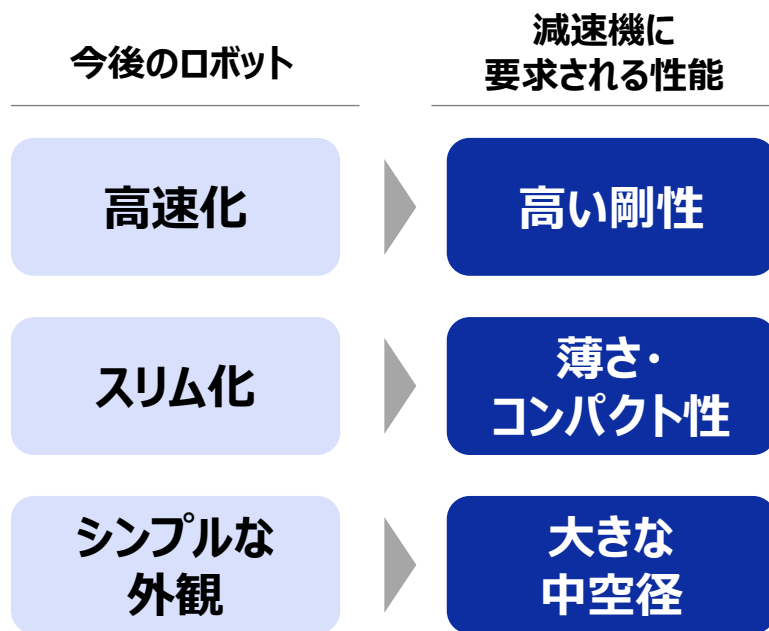 今後のロボット
減速機に
要求される性能
高速化
高い剛性
スリム化
薄さ・
コンパクト性
シンプルな
外観
大きな
中空径